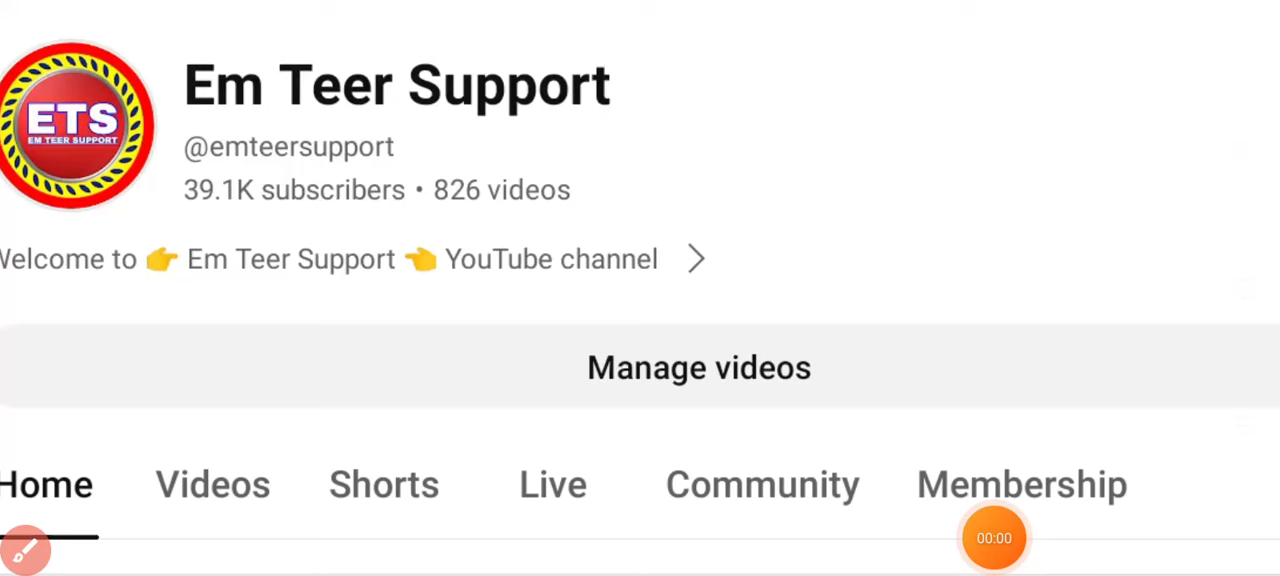 ETS
EM TEER SUPPORT
Em Teer Support
@emteersupport
39.1K subscribers • 826 videos
Welcome to 👉 Em Teer Support 👈 YouTube channel
Manage videos
Home Videos Shorts Live Community Membership
00:00